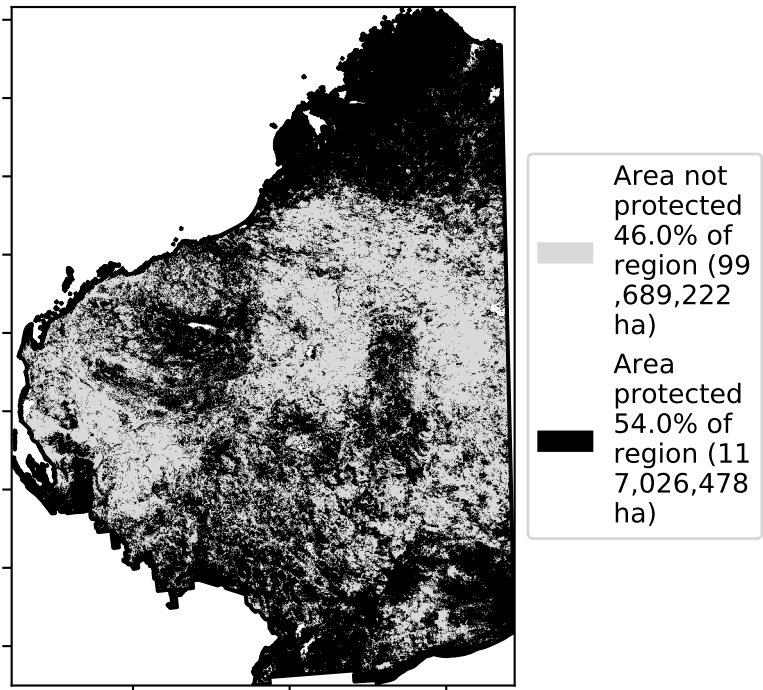 Area not
protected
46.0% of
region (99
,689,222
ha)
Area
protected
54.0% of
region (11
7,026,478
ha)